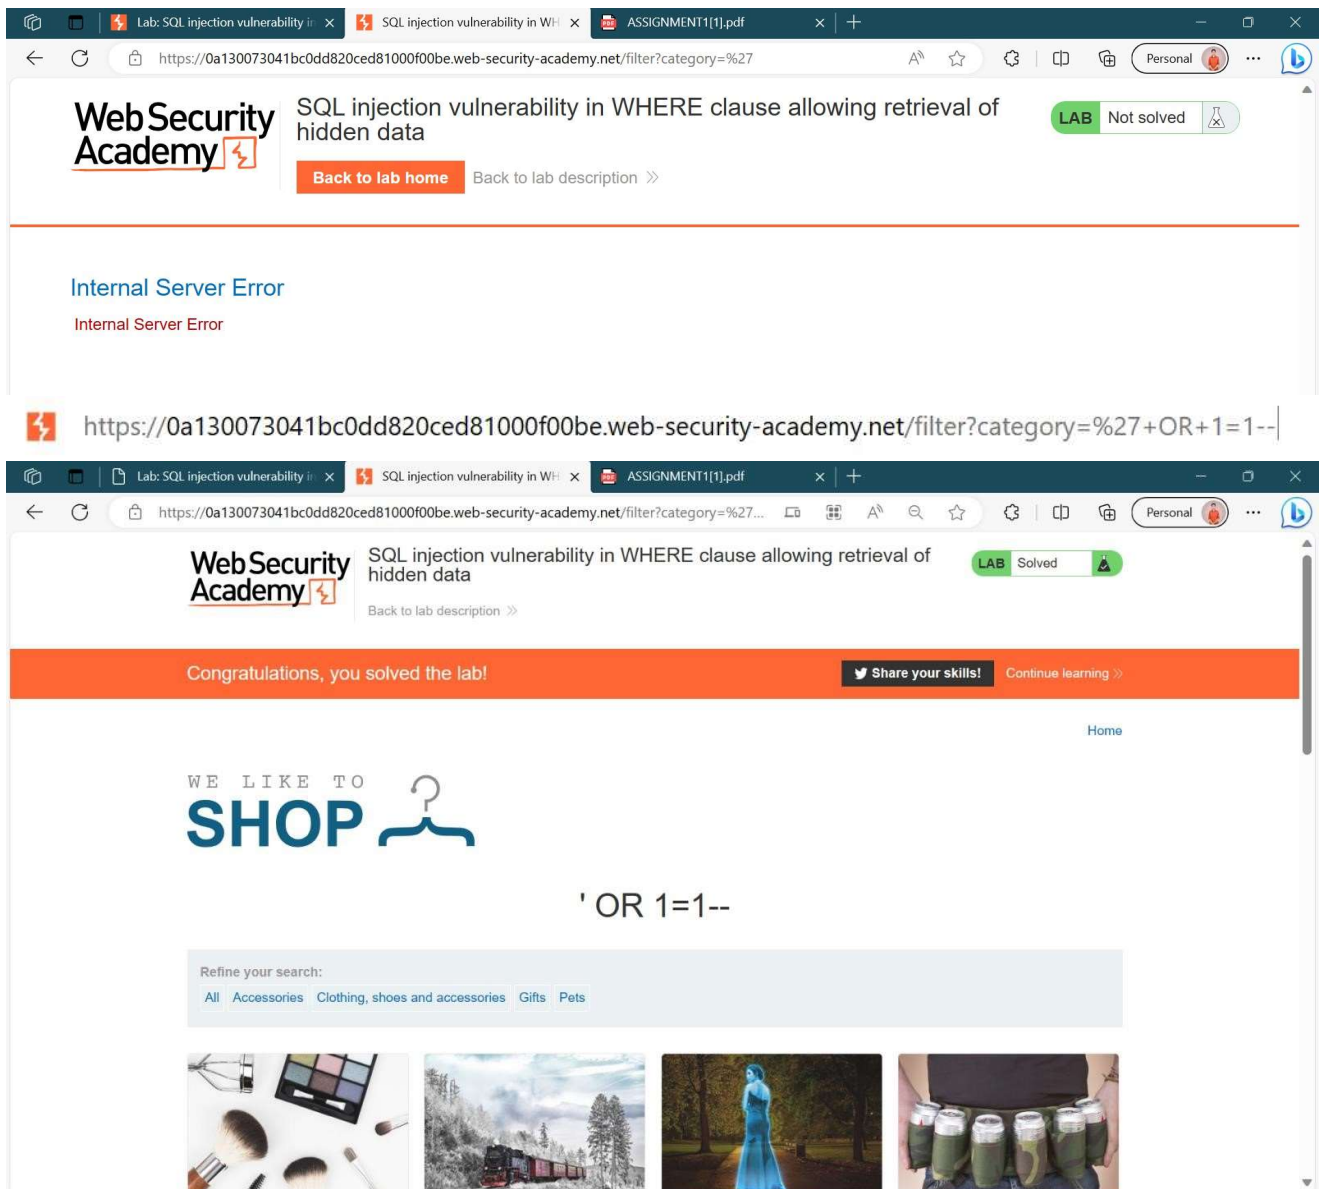 Lab: SQL injection vulnerability in
SQL injection vulnerability in WH
ASSIGNMENT1[1].pdf
https://0a130073041bc0dd820ced81000f00be.web-security-academy.net/filter?category=%27
Personal
Web Security
Academy
SQL injection vulnerability in WHERE clause allowing retrieval of
hidden data
LAB Not solved
Back to lab home Back to lab description
Internal Server Error
Internal Server Error
https://0a130073041bc0dd820ced81000f00be.web-security-academy.net/filter?category=%27+OR+1=1--
Lab: SQL injection vulnerability in
SQL injection vulnerability in WH
ASSIGNMENT1[1].pdf
https://0a130073041bc0dd820ced81000f00be.web-security-academy.net/filter?category=%27...
Personal
Web Security
Academy
SQL injection vulnerability in WHERE clause allowing retrieval of
hidden data
LAB Solved
Back to lab description
Congratulations, you solved the lab!
Share your skills! Continue learning
Home
WE LIKE TO
SHOP
' OR 1=1--
Refine your search:
All Accessories Clothing, shoes and accessories Gifts Pets